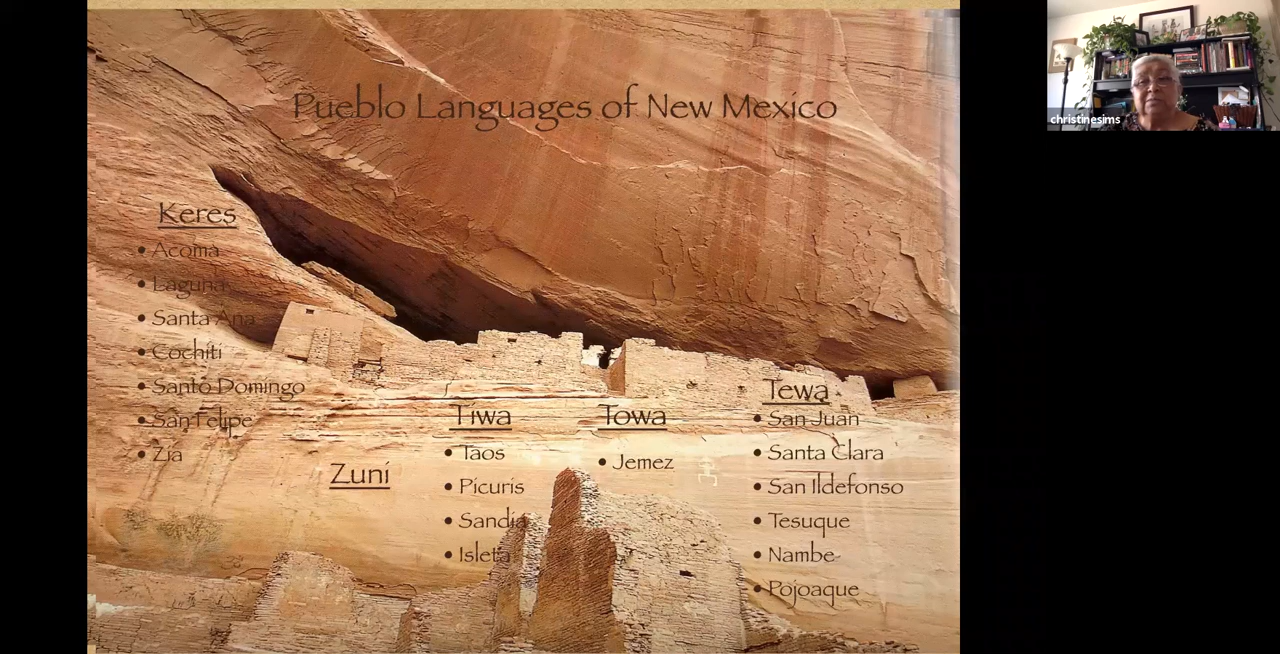 Pueblo Languages of New Mexico
Keres
• Acoma
• Laguna
• Santa Ana
• Cochiti
• Santo Domingo
• San Felipe
• Zia
Zuni
Tiwa
• Taos
• Picuris
• Sandia
• Isleta
Towa
• Jemez
Tewa
• San Juan
• Santa Clara
• San Ildefonso
• Tesuque
• Nambe
• Pojoaque
christinesims